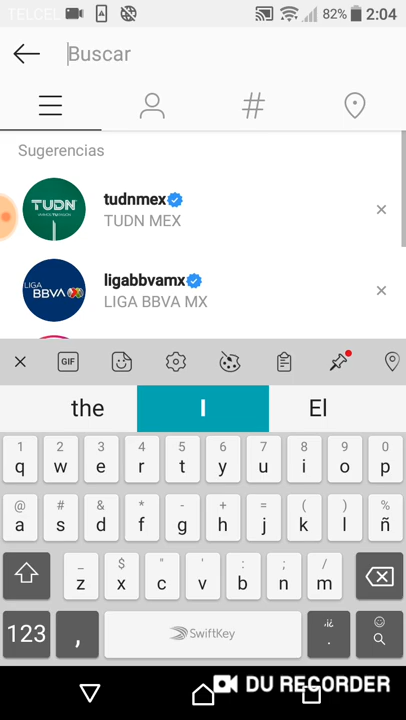 TELCEL 82% 2:04
Buscar
#
Sugerencias
TUDN
tudnmex
TUDN MEX
LIGA
BBVA
ligabbvamx
LIGA BBVA MX
GIF
the I El
1 2 3 4 5 6 7 8 9 0
q w e r t y u i o p
@ # & * - + = ( ) %
a s d f g h j k l ñ
_ $ " ' : ; /
z x c v b n m
123 , SwiftKey ,!¿ .
DU RECORDER